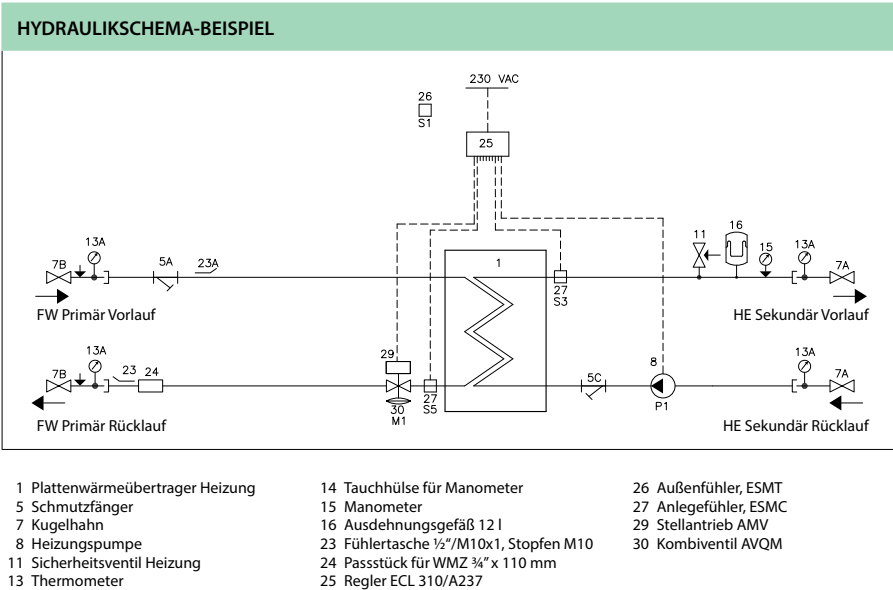 HYDRAULIKSCHEMA-BEISPIEL
230 VAC
26
S1
25
13A
7B
5A
23A
1
11
16
15
13A
7A
27
S3
FW Primär Vorlauf
HE Sekundär Vorlauf
13A
7B
23
24
29
30
M1
27
S5
5C
8
P1
13A
7A
FW Primär Rücklauf
HE Sekundär Rücklauf
1 Plattenwärmeübertrager Heizung
5 Schmutzfänger
7 Kugelhahn
8 Heizungspumpe
11 Sicherheitsventil Heizung
13 Thermometer
14 Tauchhülse für Manometer
15 Manometer
16 Ausdehnungsgefäß 12 l
23 Fühlertasche ½“/M10x1, Stopfen M10
24 Passstück für WMZ ¾” x 110 mm
25 Regler ECL 310/A237
26 Außenfühler, ESMT
27 Anlegefühler, ESMC
29 Stellantrieb AMV
30 Kombiventil AVQM